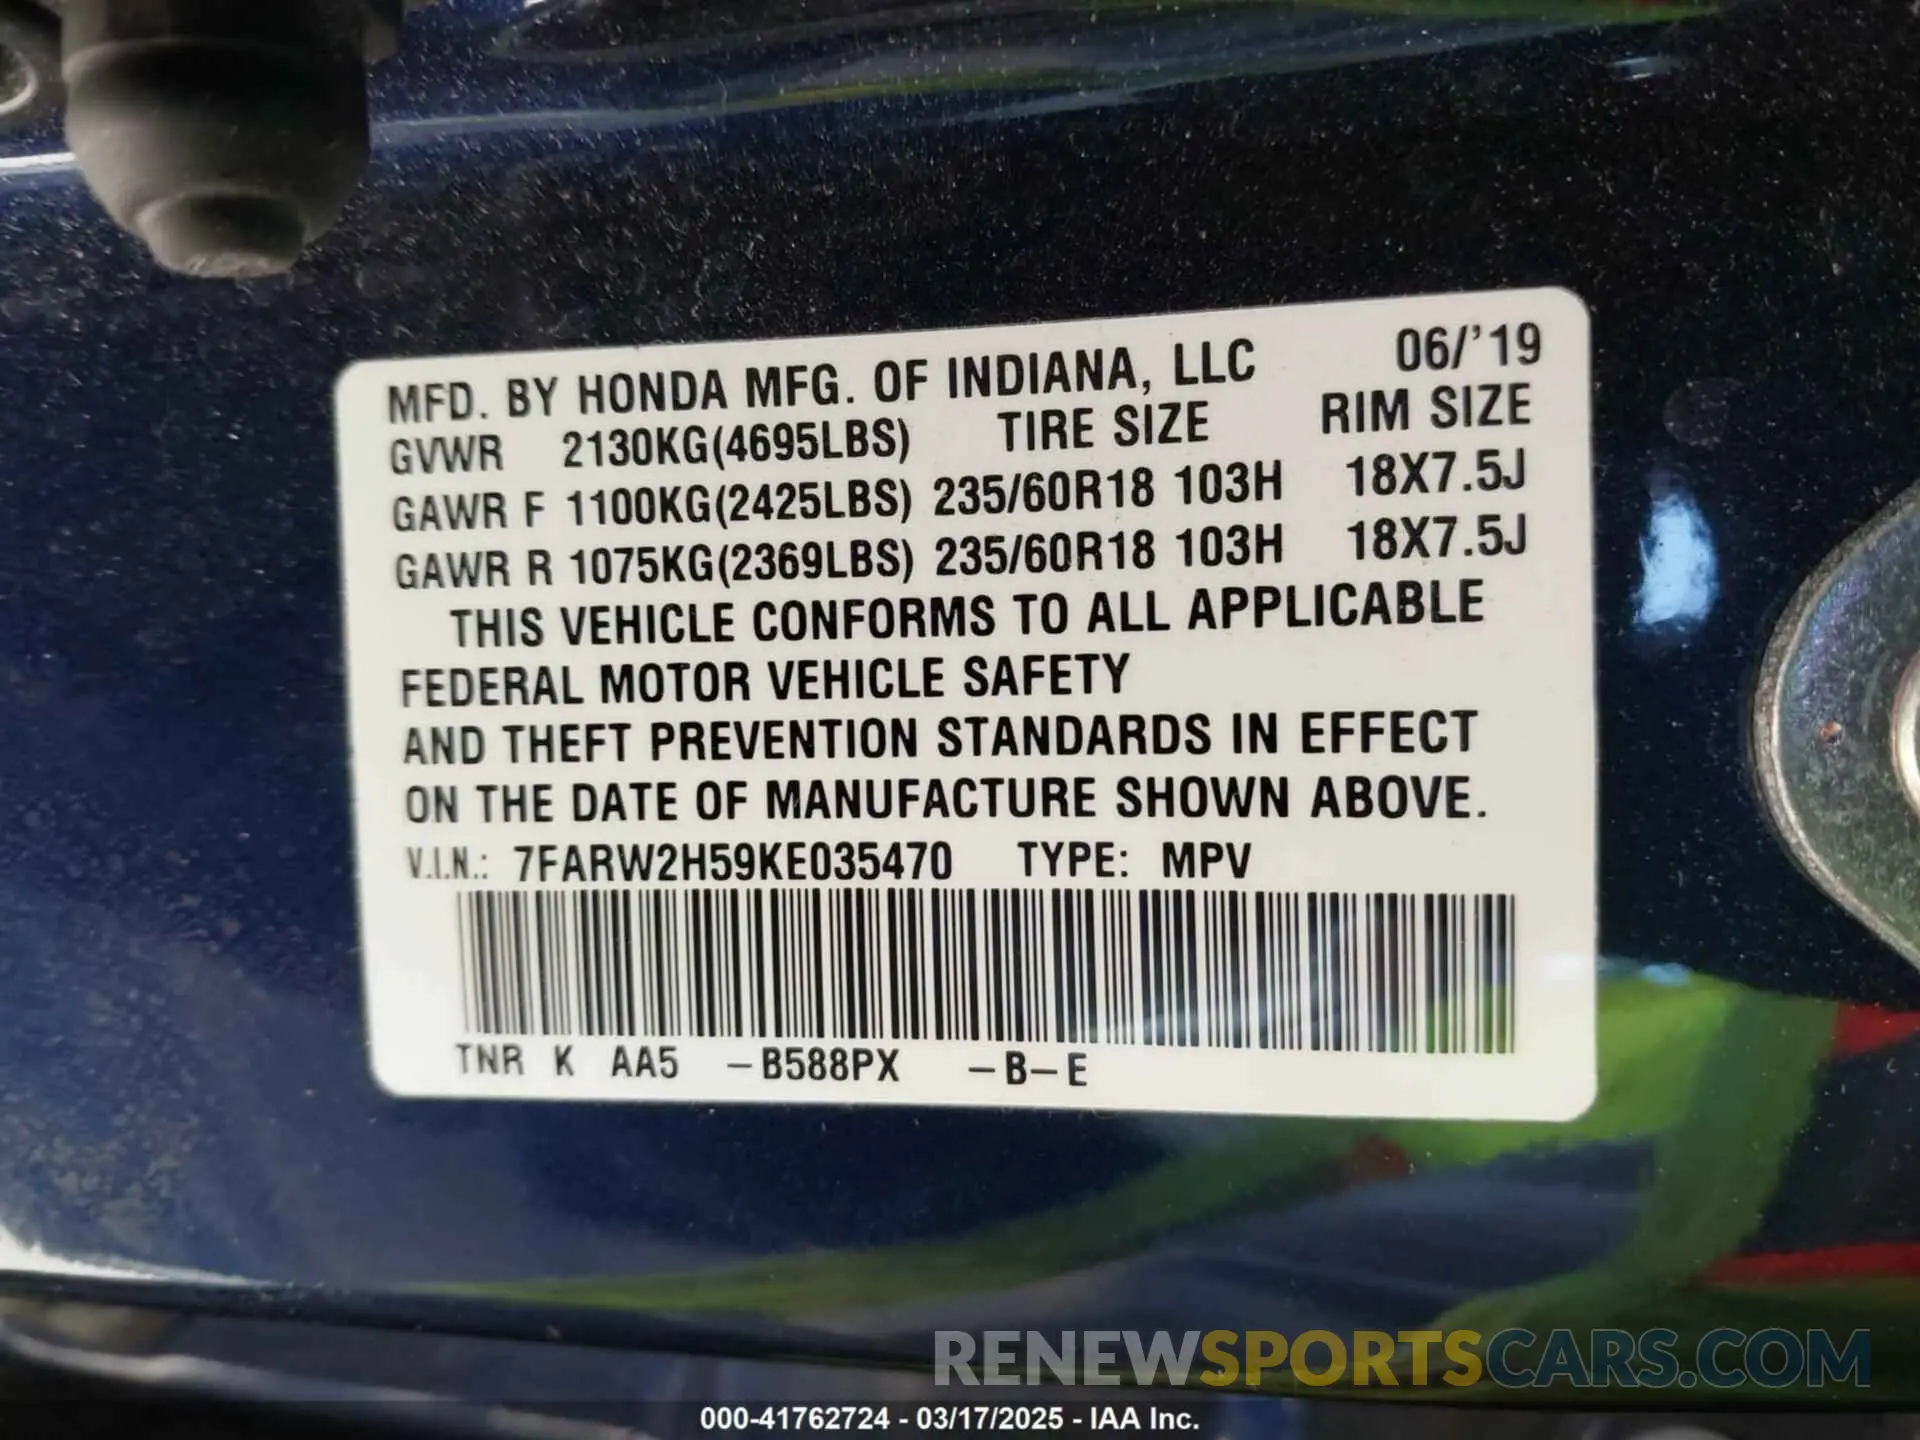 MFD. BY HONDA MFG. OF INDIANA, LLC 06/'19
GVWR 2130KG(4695LBS) TIRE SIZE RIM SIZE
GAWR F 1100KG(2425LBS) 235/60R18 103H 18X7.5J
GAWR R 1075KG(2369LBS) 235/60R18 103H 18X7.5J
THIS VEHICLE CONFORMS TO ALL APPLICABLE
FEDERAL MOTOR VEHICLE SAFETY
AND THEFT PREVENTION STANDARDS IN EFFECT
ON THE DATE OF MANUFACTURE SHOWN ABOVE.
V.I.N.: 7FARW2H59KE035470 TYPE: MPV
TNR K AA5 -B588PX -B-E
RENEWSPORTSCARS.COM
000-41762724 - 03/17/2025 - IAA Inc.